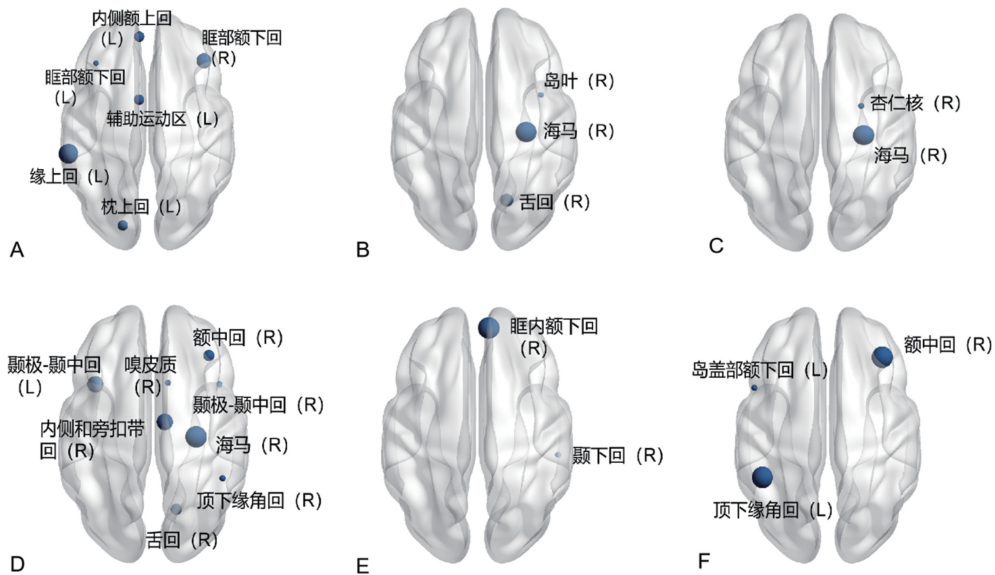 内侧额上回
(L)
眶部额下回
(R)
眶部额下回
(L)
辅助运动区 (L)
缘上回 (L)
枕上回 (L)
A
岛叶 (R)
海马 (R)
舌回 (R)
B
杏仁核 (R)
海马 (R)
C
额中回 (R)
颞极-颞中回
(L)
嗅皮质
(R)
颞极-颞中回 (R)
内侧和旁扣带
回 (R)
海马 (R)
顶下缘角回 (R)
舌回 (R)
D
眶内额下回
(R)
颞下回 (R)
E
额中回 (R)
岛盖部额下回 (L)
顶下缘角回 (L)
F